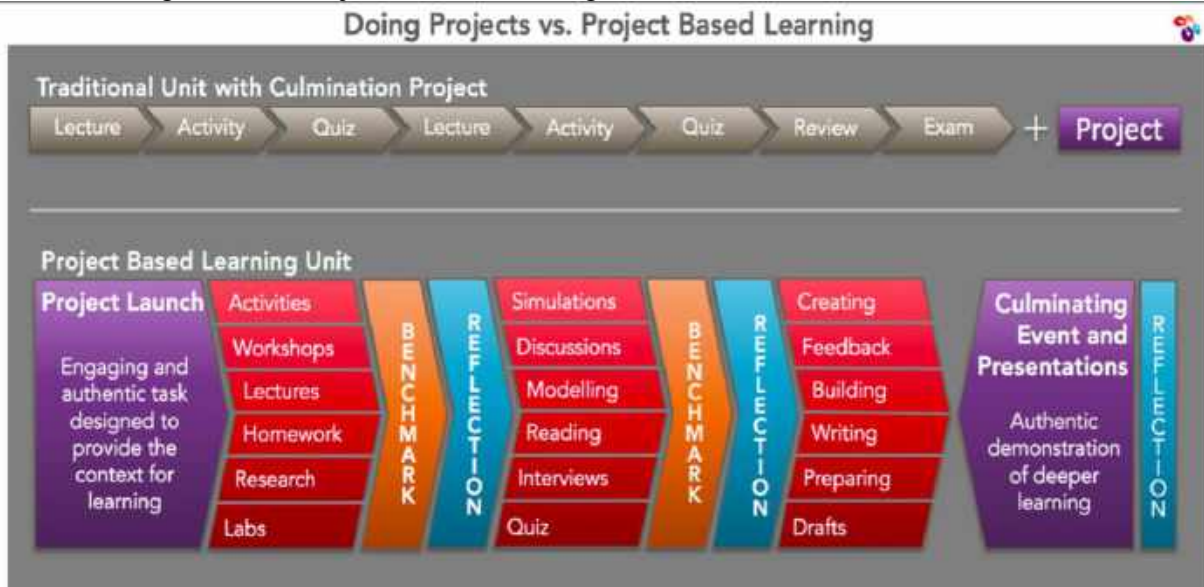 Doing Projects vs. Project Based Learning
Traditional Unit with Culmination Project
Lecture
Activity
Quiz
Lecture
Activity
Quiz
Review
Exam
+
Project
Project Based Learning Unit
Project Launch
Engaging and
authentic task
designed to
provide the
context for
learning
Activities
Workshops
Lectures
Homework
Research
Labs
BENCHMARK
REFLECTION
Simulations
Discussions
Modelling
Reading
Interviews
Quiz
BENCHMARK
REFLECTION
Creating
Feedback
Building
Writing
Preparing
Drafts
Culminating
Event and
Presentations
Authentic
demonstration
of deeper
learning
REFLECTION